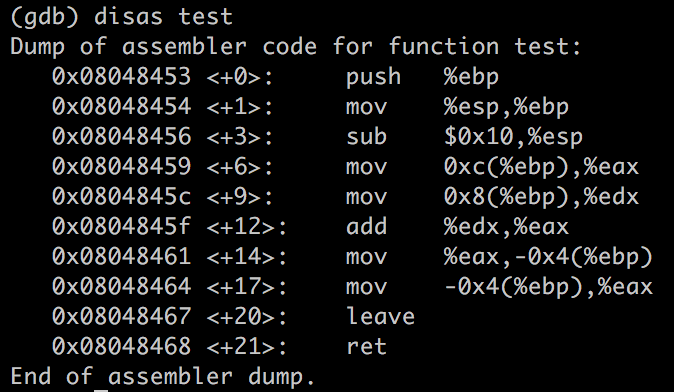 (gdb) disas test
Dump of assembler code for function test:
   0x08048453 <+0>:	push   %ebp
   0x08048454 <+1>:	mov    %esp,%ebp
   0x08048456 <+3>:	sub    $0x10,%esp
   0x08048459 <+6>:	mov    0xc(%ebp),%eax
   0x0804845c <+9>:	mov    0x8(%ebp),%edx
   0x0804845f <+12>:	add    %edx,%eax
   0x08048461 <+14>:	mov    %eax,-0x4(%ebp)
   0x08048464 <+17>:	mov    -0x4(%ebp),%eax
   0x08048467 <+20>:	leave
   0x08048468 <+21>:	ret
End of assembler dump.